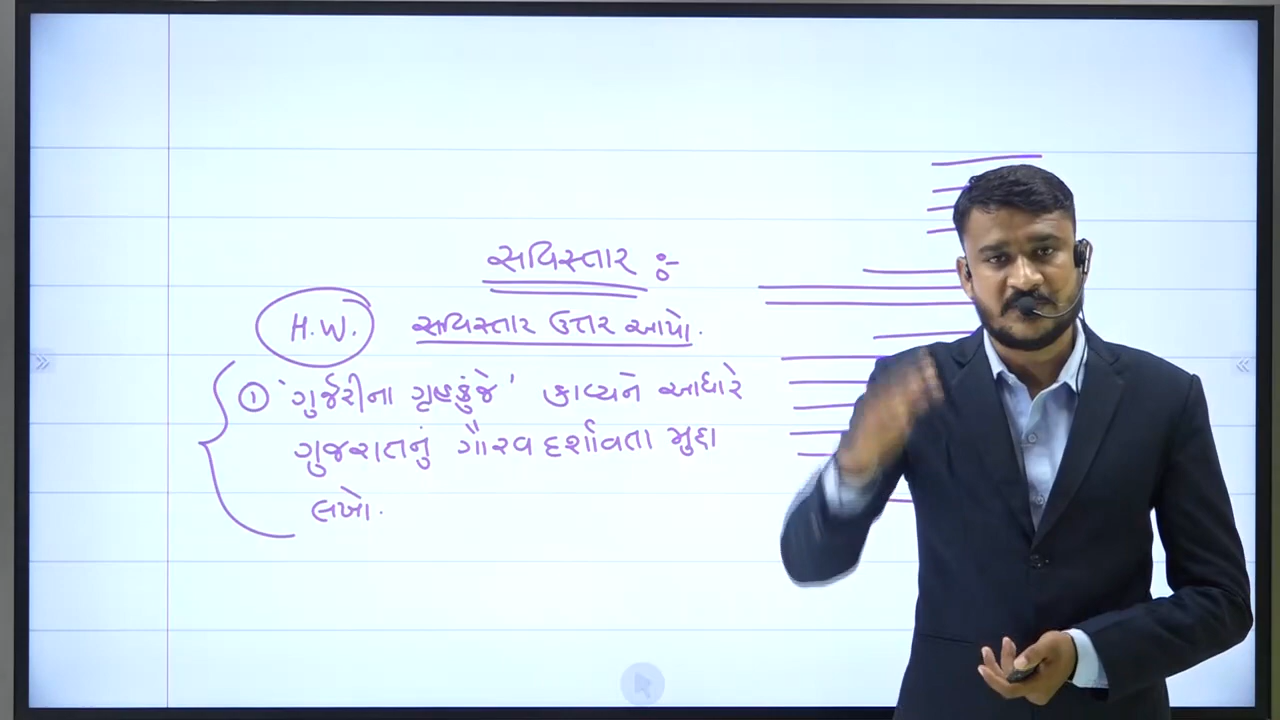 સવિસ્તાર :-
H.W. સવિસ્તાર ઉત્તર આપો.
① 'ગુર્જરીના ગૃહકુંજે' કાવ્યને આધારે
ગુજરાતનું ગૌરવ દર્શાવતા મુદ્દા
લખો.